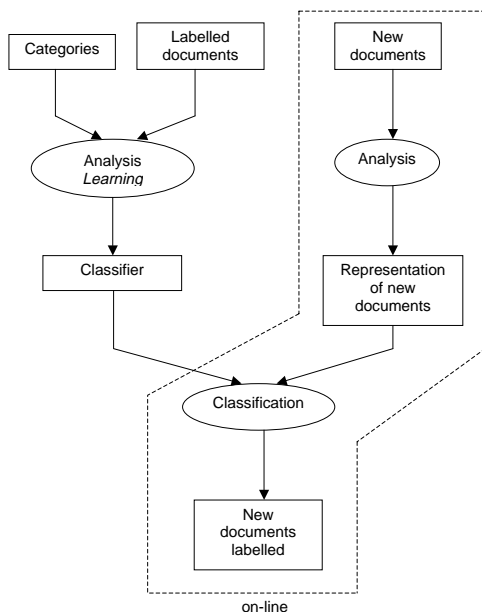 Categories
Labelled
documents
New
documents
Analysis
Learning
Analysis
Classifier
Representation
of new
documents
Classification
New
documents
labelled
on-line